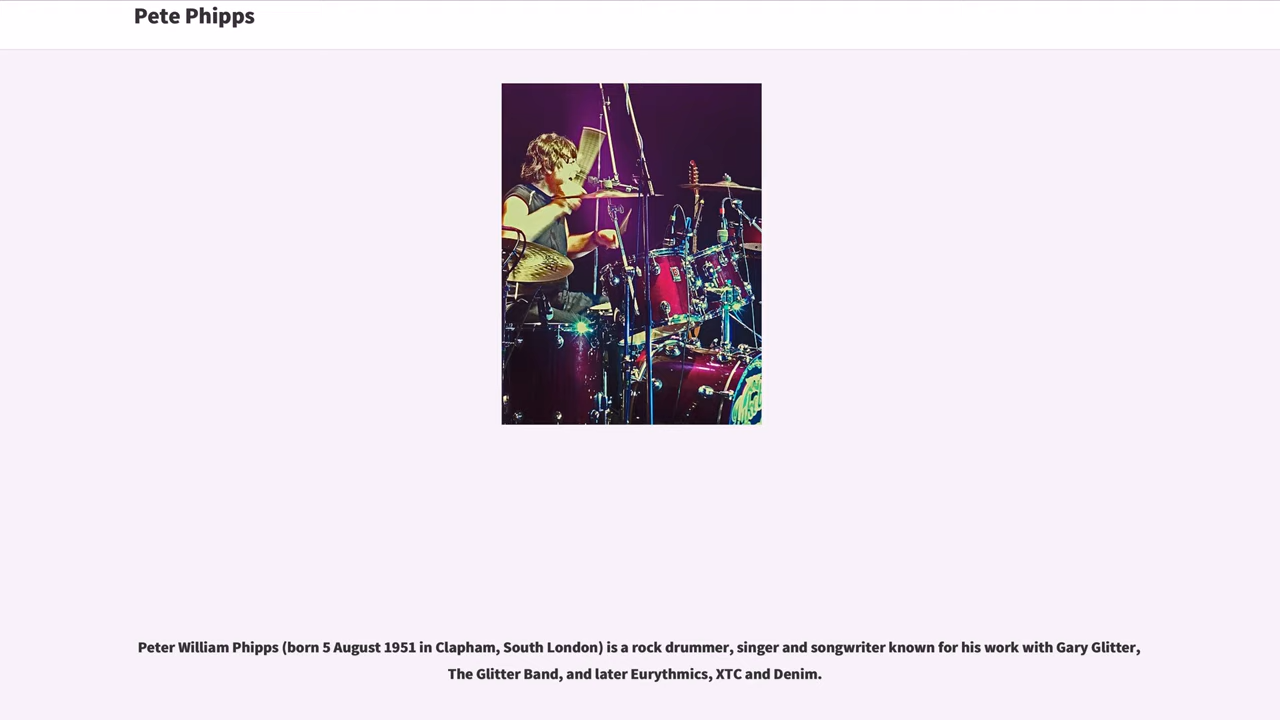 Pete Phipps
Peter William Phipps (born 5 August 1951 in Clapham, South London) is a rock drummer, singer and songwriter known for his work with Gary Glitter,
The Glitter Band, and later Eurythmics, XTC and Denim.